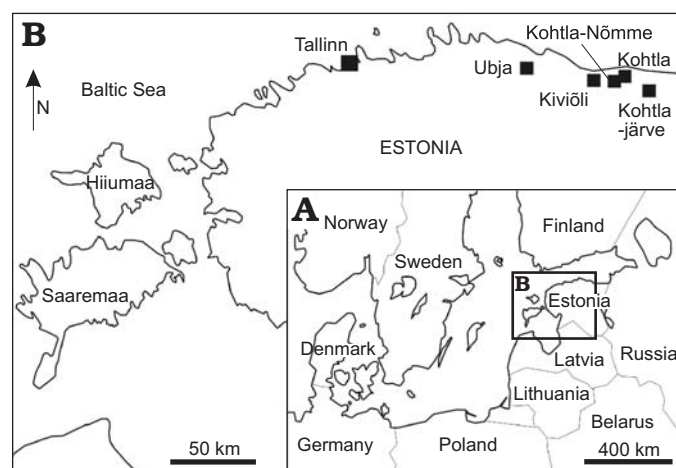 B
Kohtla-Nõmme
Tallinn
Kohtla
Ubja
Baltic Sea
N
Kiviõli
Kohtla
-järve
ESTONIA
Hiiumaa
A
Norway
Finland
Sweden
B
Estonia
Saaremaa
Denmark
Latvia
Russia
Lithuania
Belarus
50 km
Germany
Poland
400 km